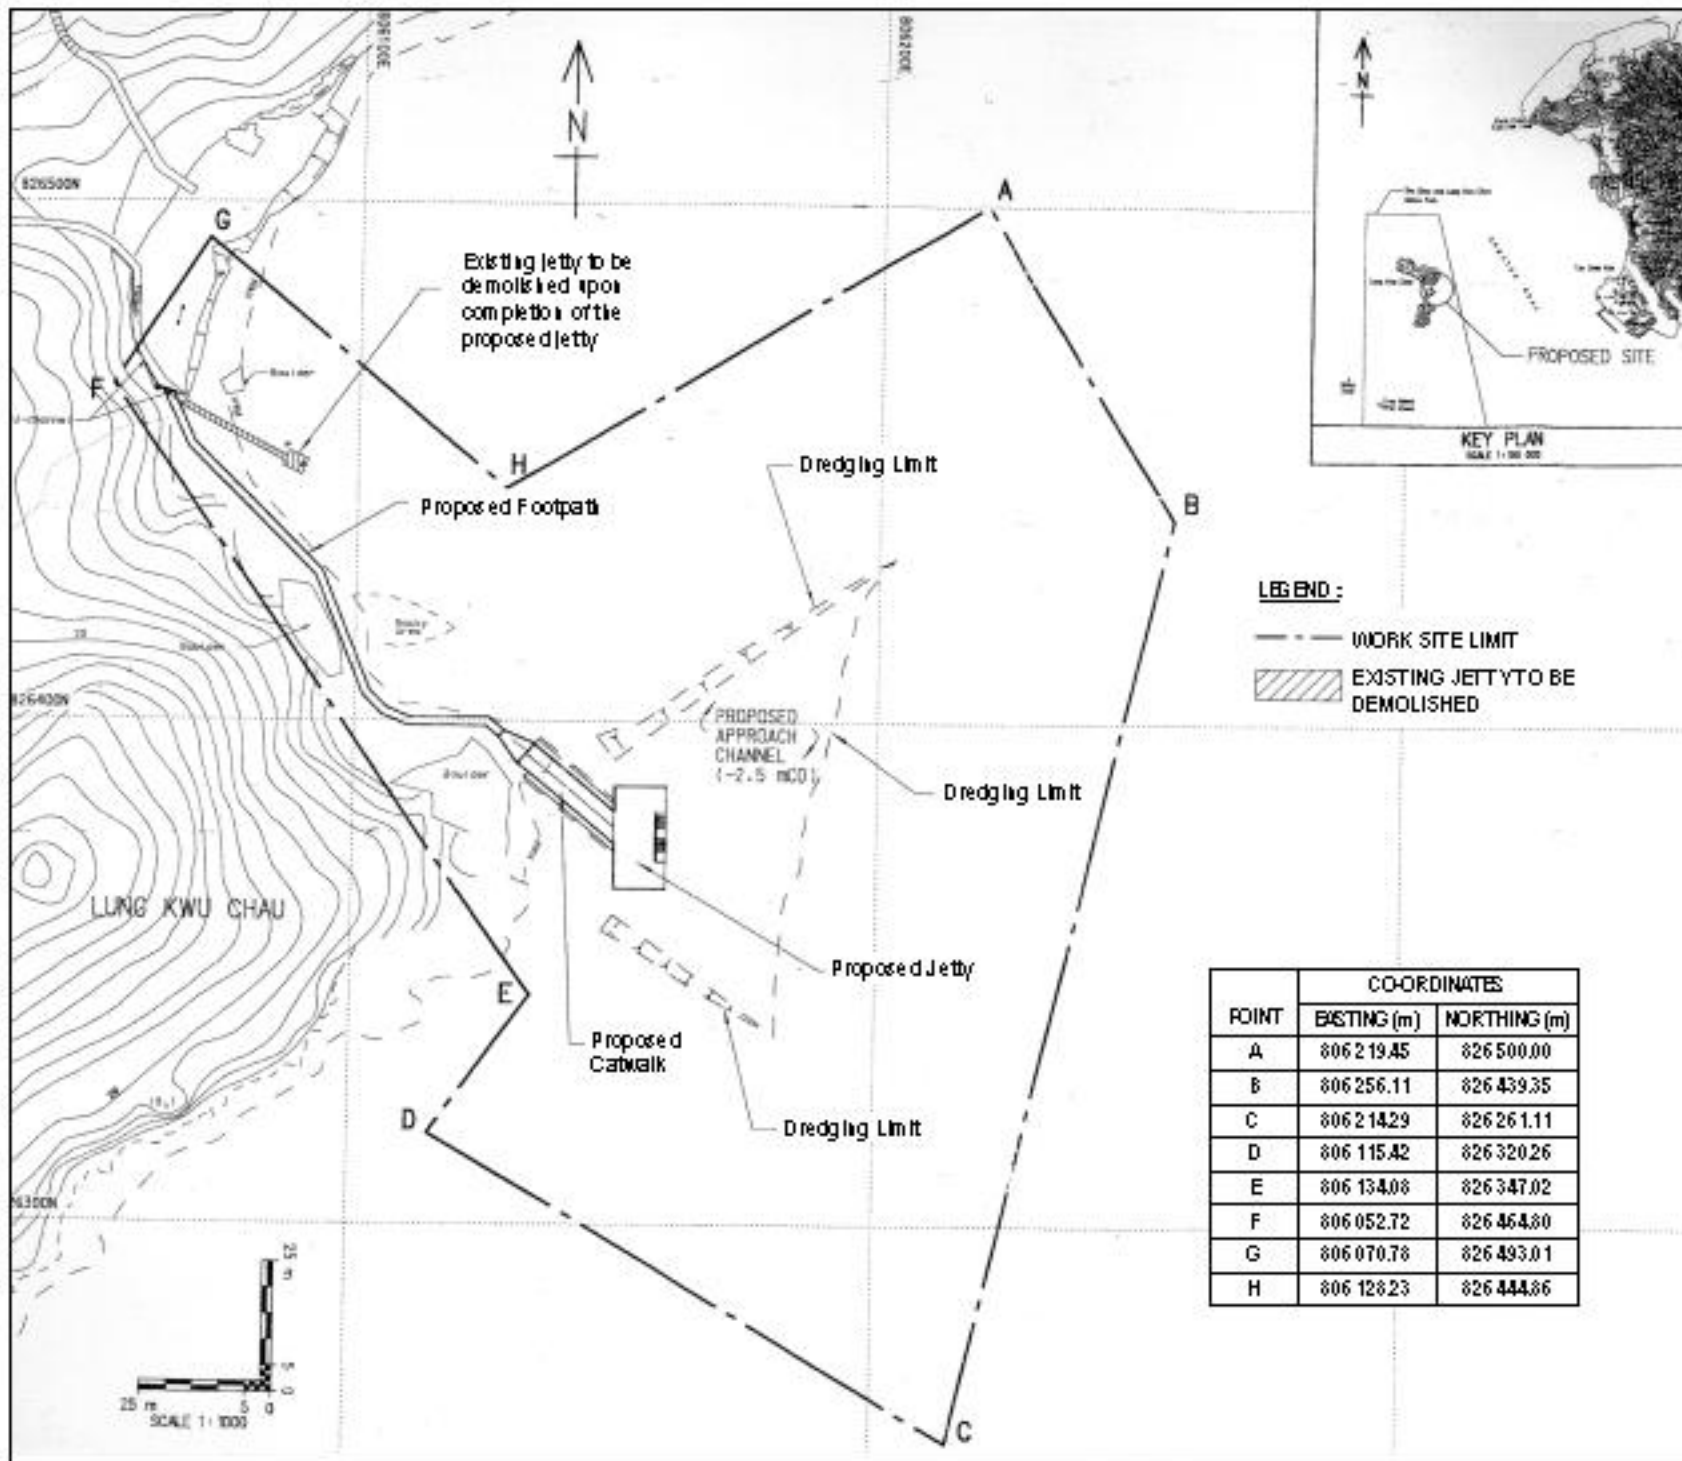 806100E
806200E
N
N
826500N
G
A
Existing jetty to be
demolished upon
completion of the
proposed jetty
PROPOSED SITE
KEY PLAN
F
Boulder
H
Dredging Limit
Proposed Footpath
B
LEGEND :
WORK SITE LIMIT
EXISTING JETTY TO BE
DEMOLISHED
Rocky
Area
826400N
PROPOSED
APPROACH
CHANNEL
(-2.5 mCD)
Boulder
Dredging Limit
LUNG KWU CHAU
Proposed Jetty
E
Proposed
Catwalk
D
Dredging Limit
CO-ORDINATES
POINT EASTING (m) NORTHING (m)
A 806 219.45 826 500.00
B 806 256.11 826 439.35
C 806 214.29 826 261.11
D 806 115.42 826 320.26
E 806 134.08 826 347.02
F 806 052.72 826 464.80
G 806 070.78 826 493.01
H 806 128.23 826 444.86
26300N
25
5
0
25 m 5 0
SCALE 1:1000
C